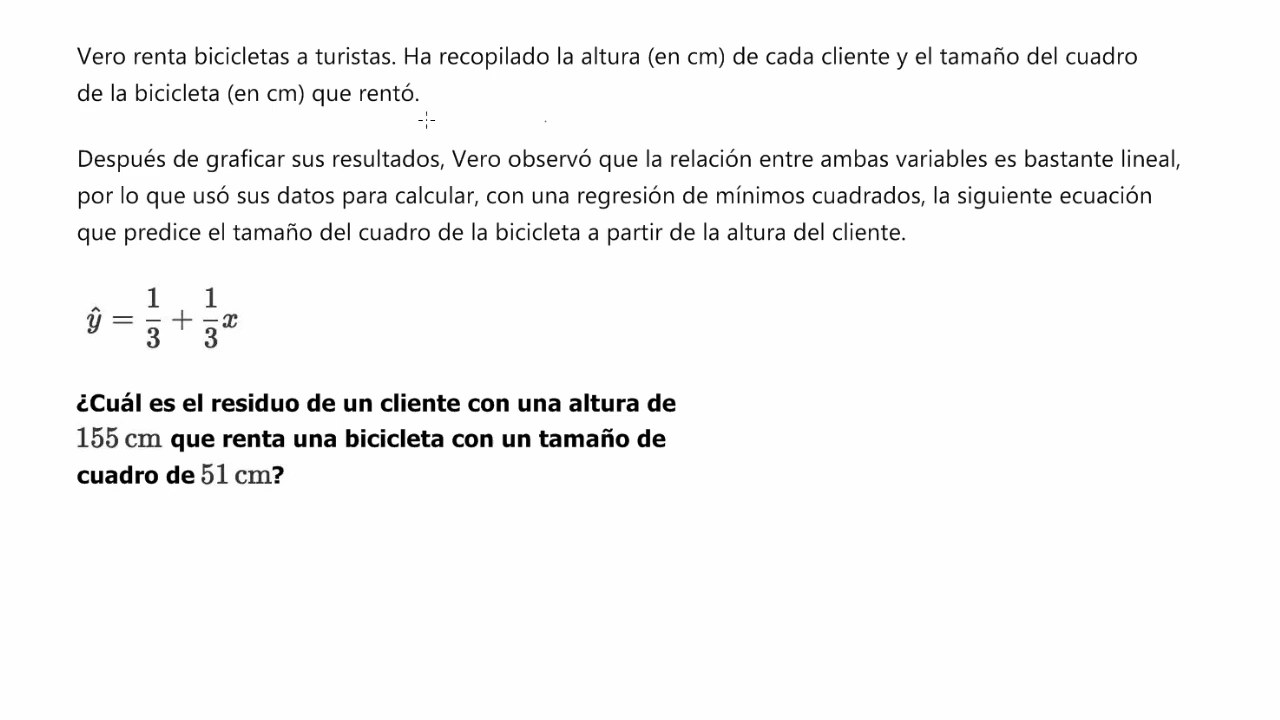 Vero renta bicicletas a turistas. Ha recopilado la altura (en cm) de cada cliente y el tamaño del cuadro
de la bicicleta (en cm) que rentó.
Después de graficar sus resultados, Vero observó que la relación entre ambas variables es bastante lineal,
por lo que usó sus datos para calcular, con una regresión de mínimos cuadrados, la siguiente ecuación
que predice el tamaño del cuadro de la bicicleta a partir de la altura del cliente.
ŷ = 1/3 + 1/3 x
¿Cuál es el residuo de un cliente con una altura de
155 cm que renta una bicicleta con un tamaño de
cuadro de 51 cm?